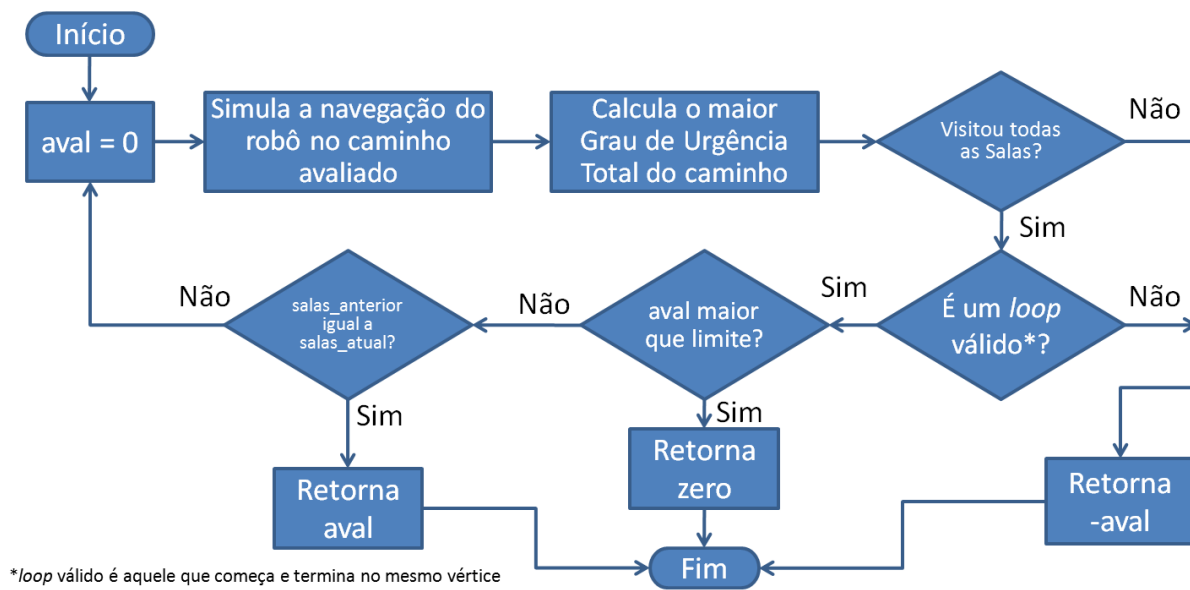 Início
aval = 0
Simula a navegação do
robô no caminho
avaliado
Calcula o maior
Grau de Urgência
Total do caminho
Visitou todas
as Salas?
Não
Sim
É um loop
válido*?
Não
Sim
aval maior
que limite?
Não
salas_anterior
igual a
salas_atual?
Não
Sim
Sim
Retorna
aval
Retorna
zero
Retorna
-aval
Fim
*loop válido é aquele que começa e termina no mesmo vértice